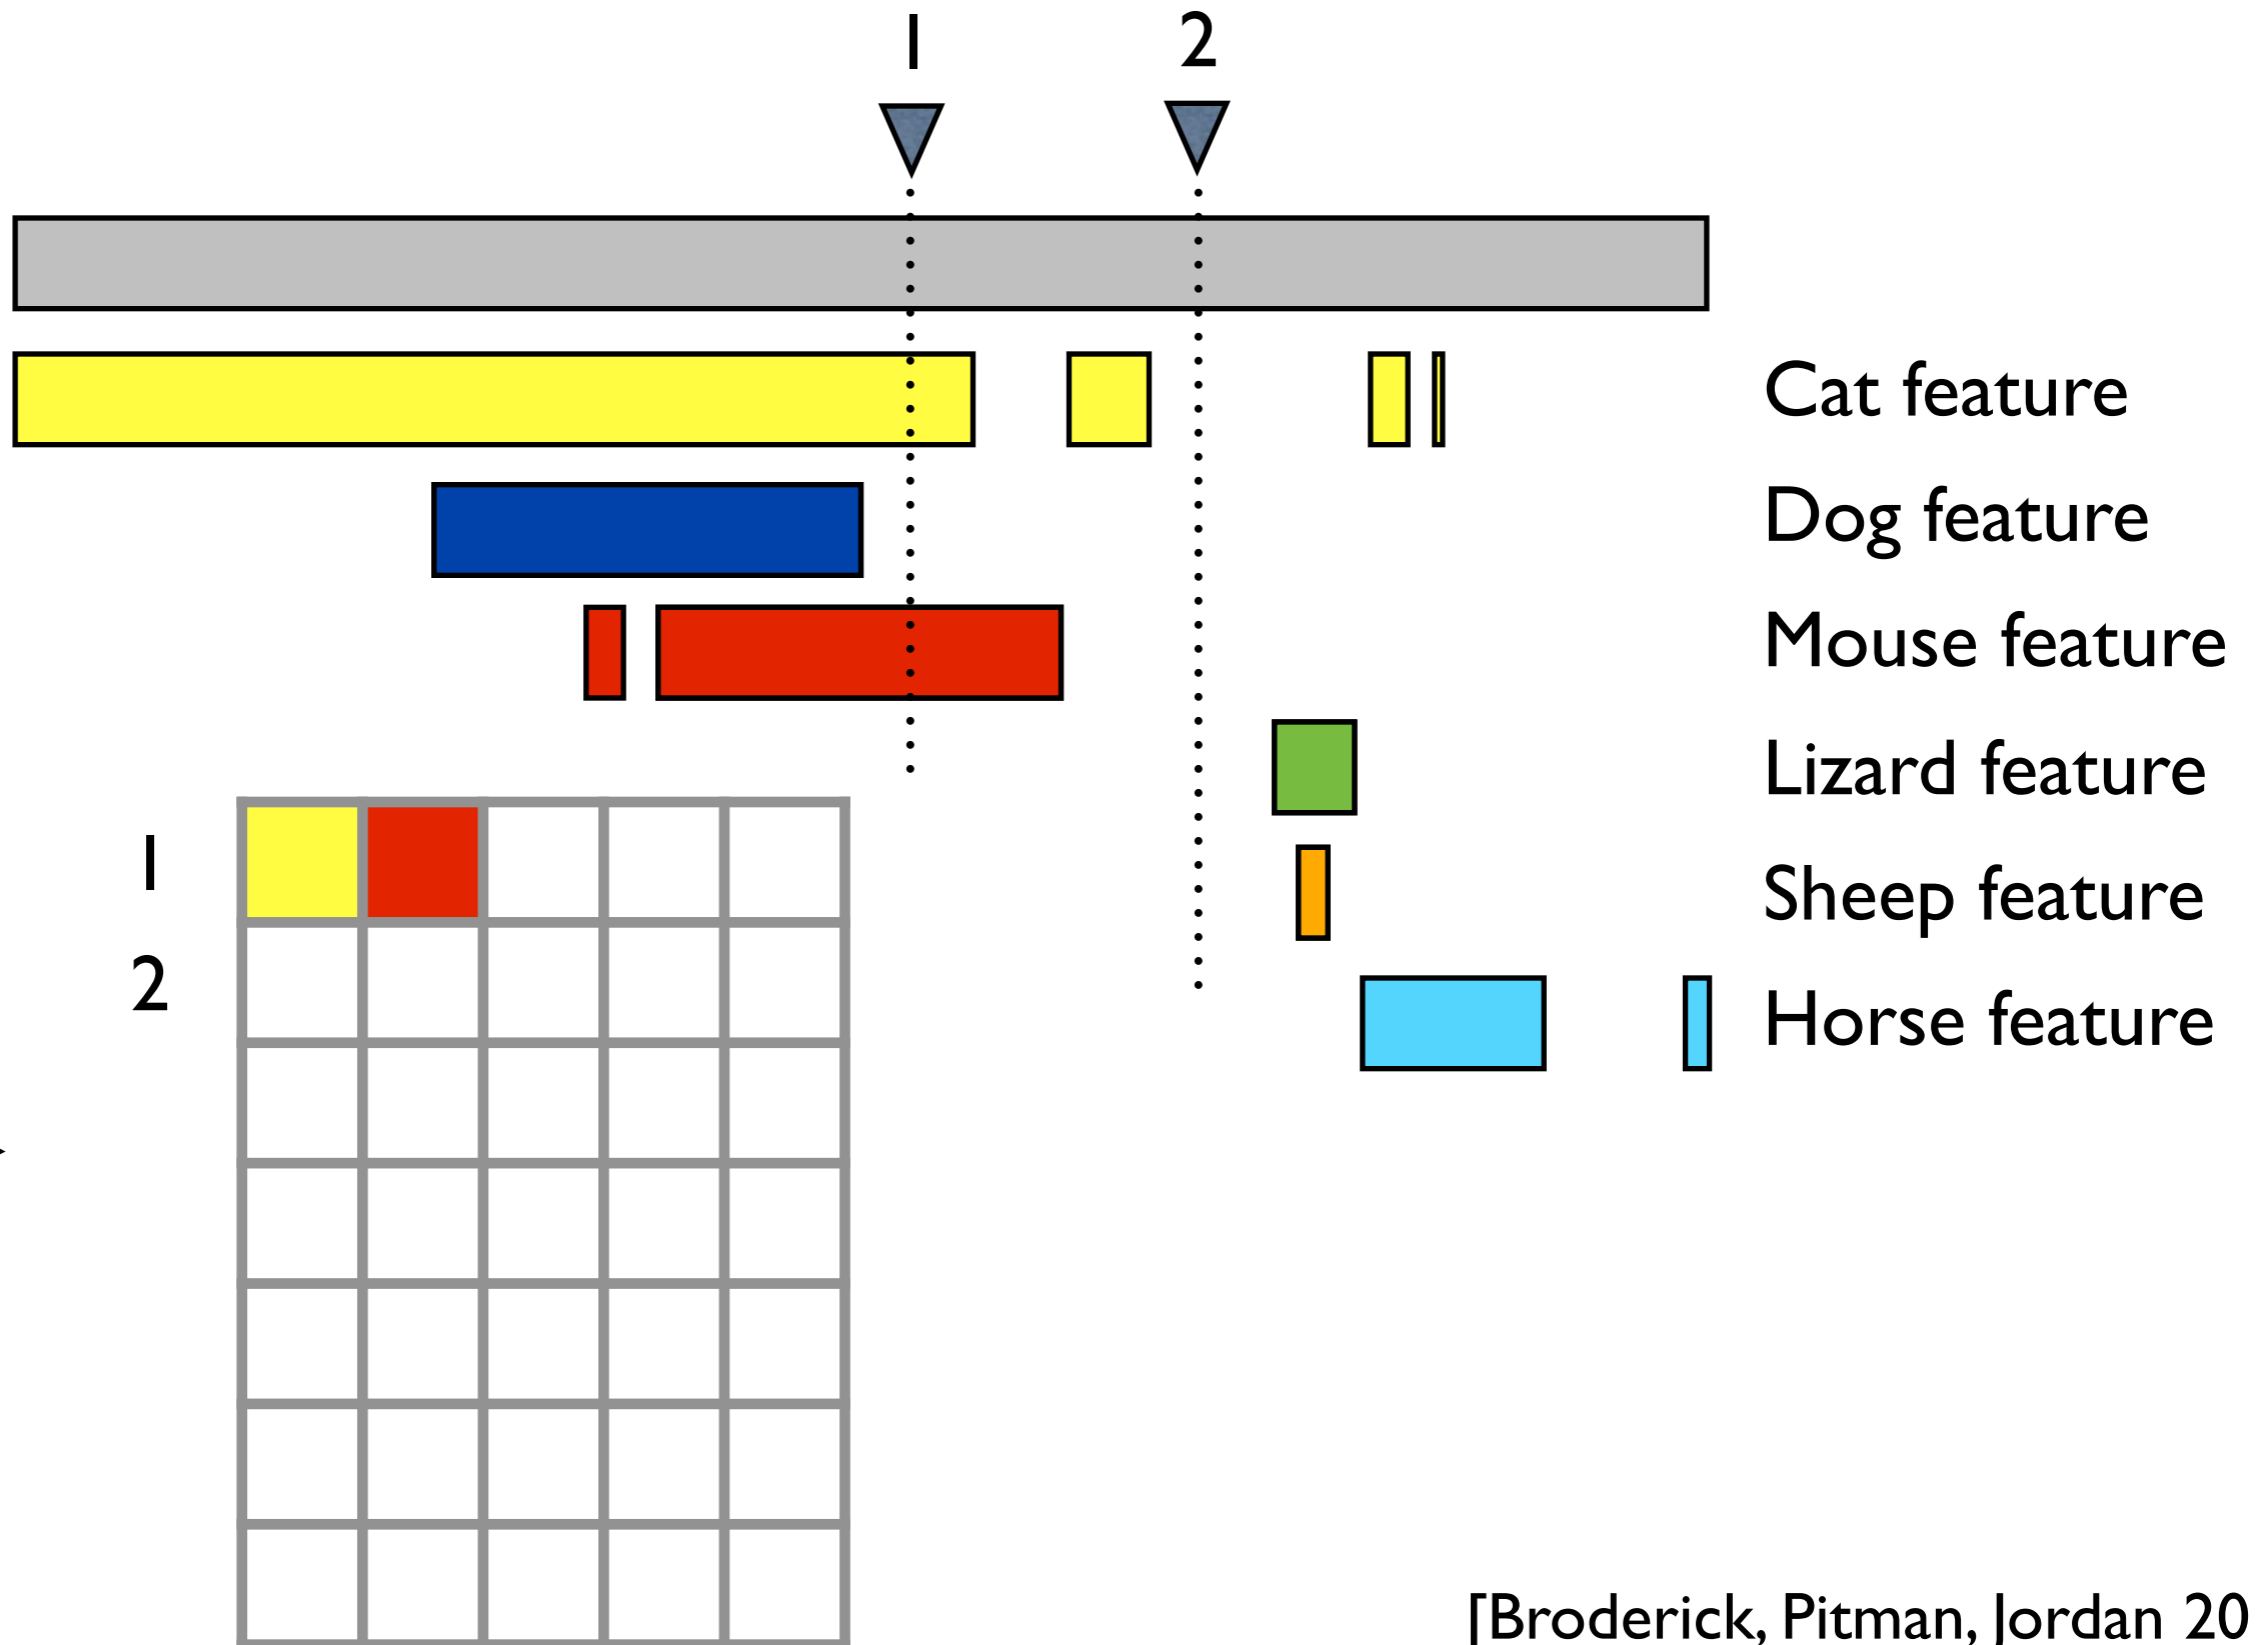 1 2
Cat feature
Dog feature
Mouse feature
Lizard feature
1
Sheep feature
2
Horse feature
[Broderick, Pitman, Jordan 20